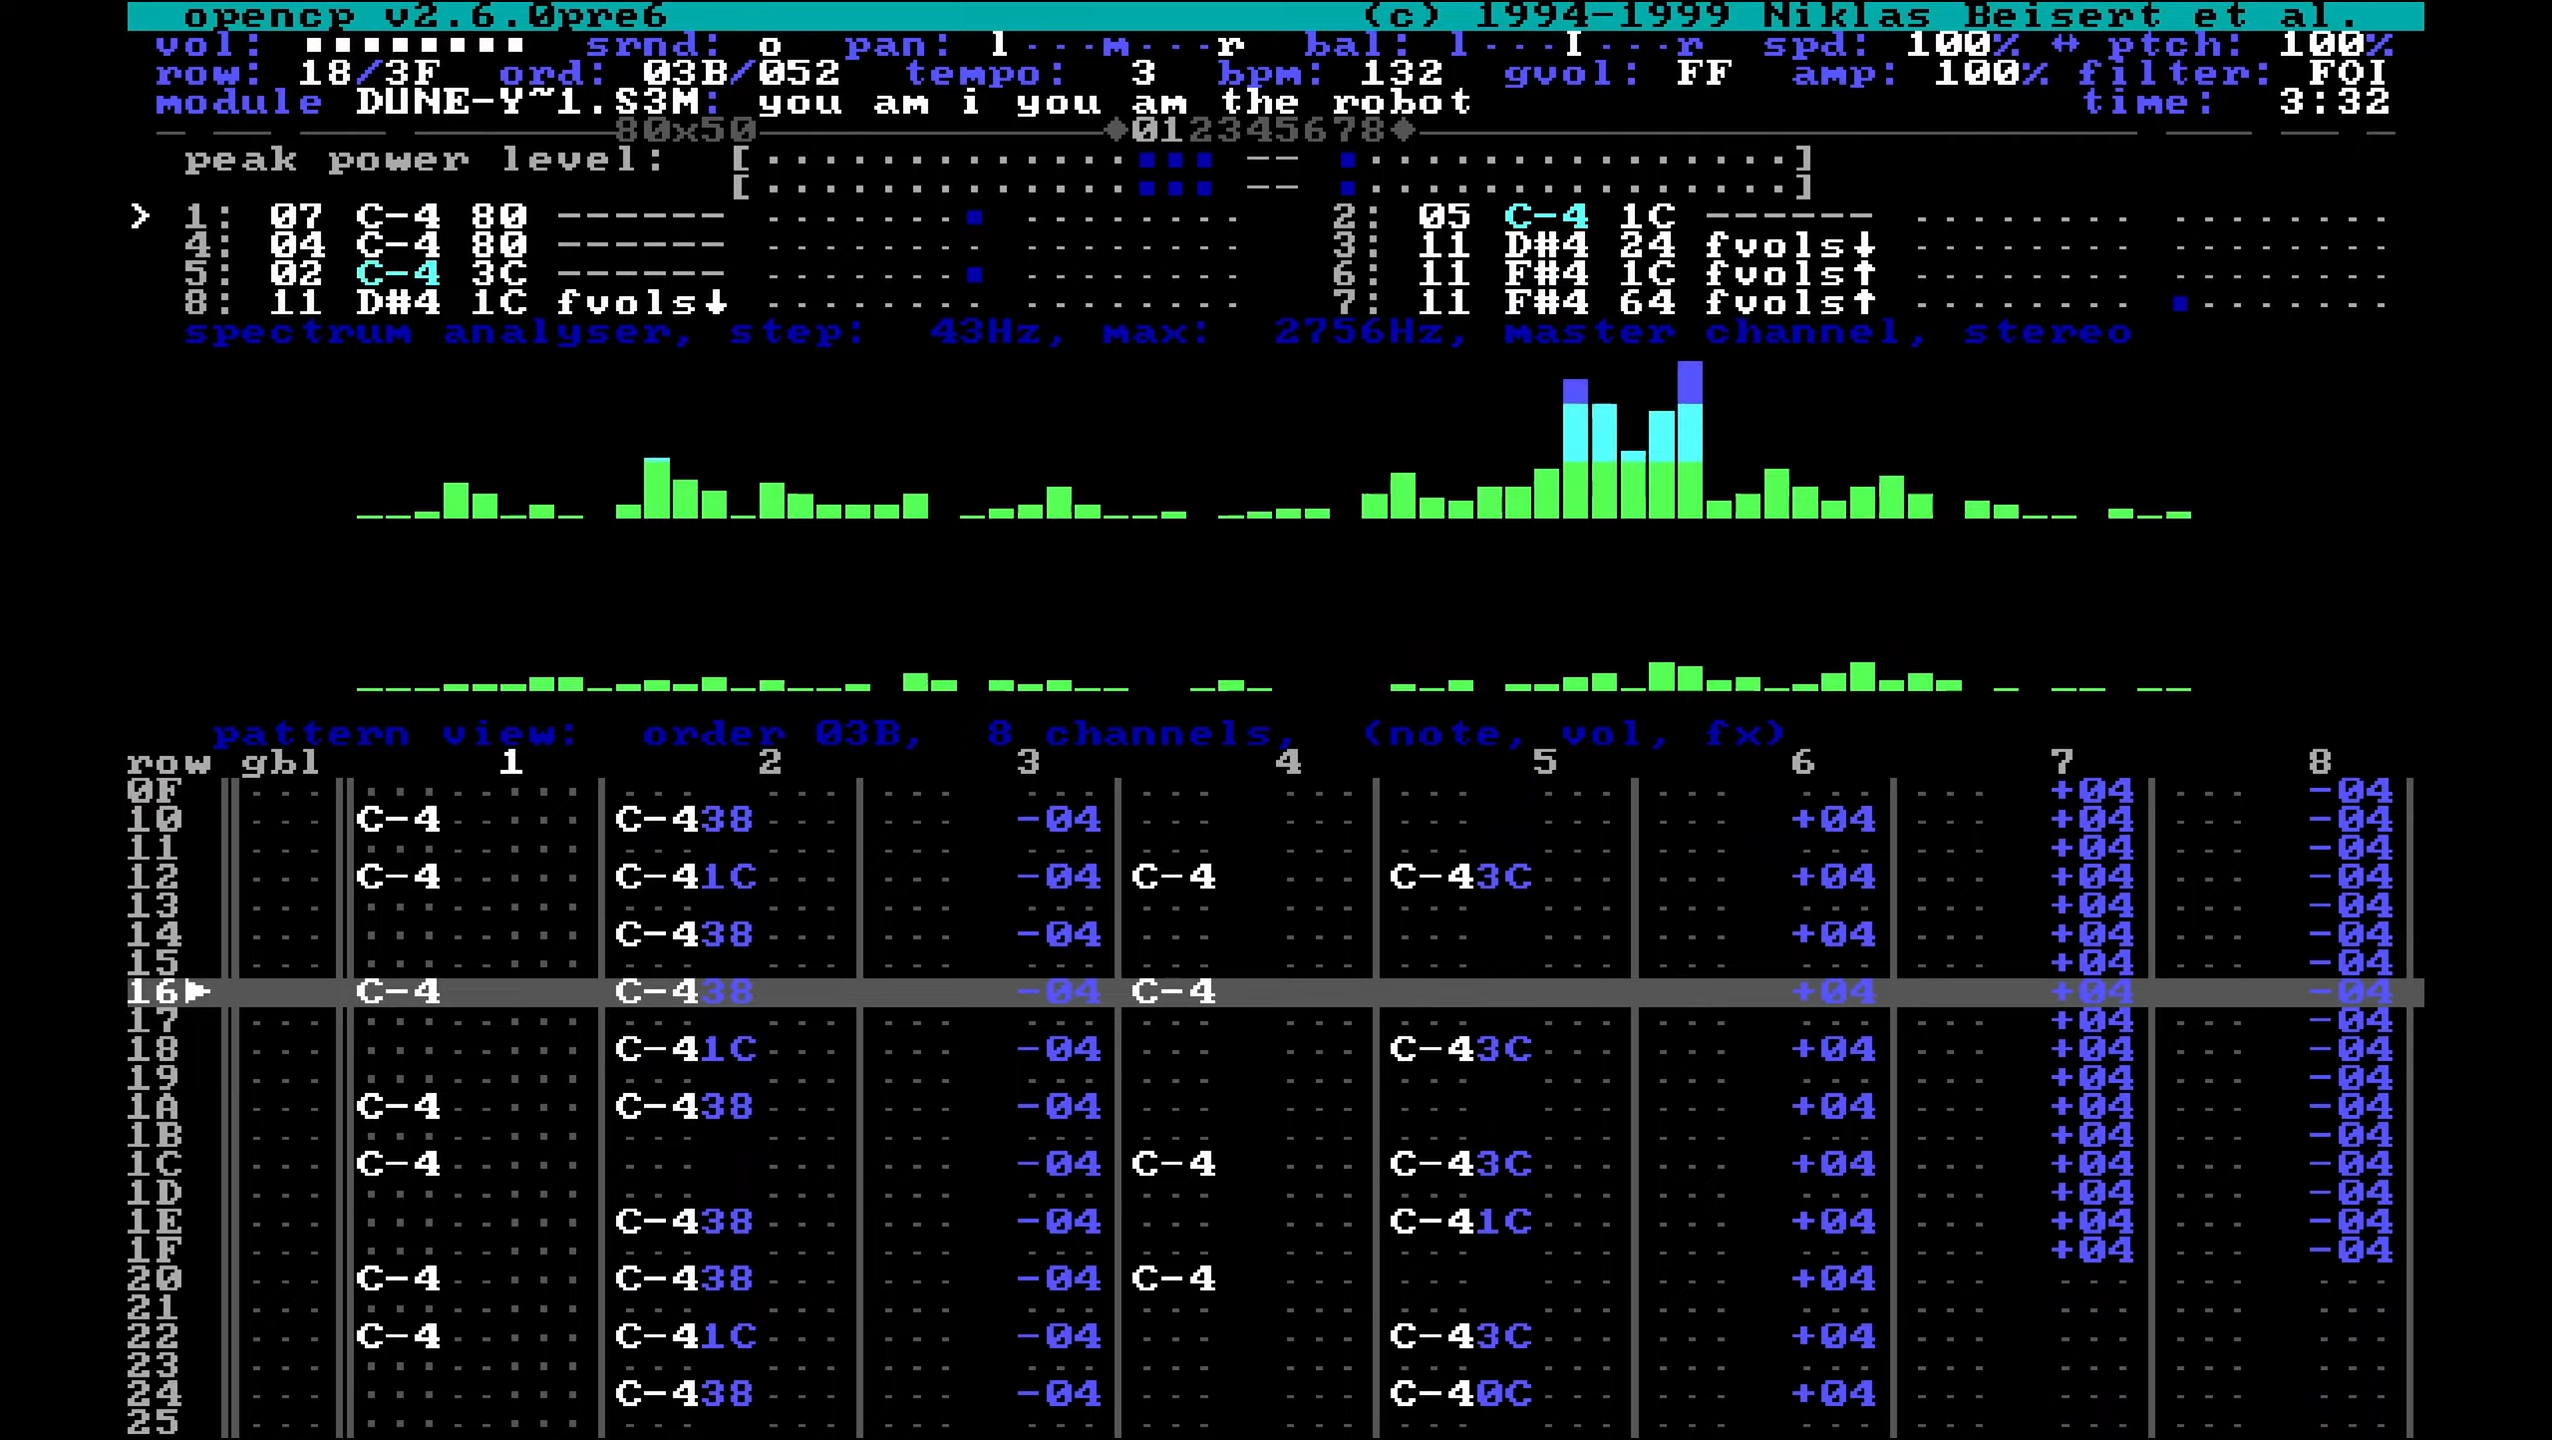 opencp v2.6.0pre6 (c) 1994-1999 Niklas Beisert et al.
vol: ■■■■■■■■ srnd: o pan: l---m---r bal: l---I---r spd: 100% ↔ ptch: 100%
row: 18/3F ord: 03B/052 tempo: 3 bpm: 132 gvol: FF amp: 100% filter: FOI
module DUNE-Y~1.S3M: you am i you am the robot time: 3:32
80x50 ◆012345678◆
peak power level: [·············■■■ -- ■···············]
[·············■■■ -- ■···············]
> 1: 07 C-4 80 ------ 2: 05 C-4 1C ------
4: 04 C-4 80 ------ 3: 11 D#4 24 fvols↓
5: 02 C-4 3C ------ 6: 11 F#4 1C fvols↑
8: 11 D#4 1C fvols↓ 7: 11 F#4 64 fvols↑
spectrum analyser, step: 43Hz, max: 2756Hz, master channel, stereo
pattern view: order 03B, 8 channels, (note, vol, fx)
row gbl 1 2 3 4 5 6 7 8
0F +04 -04
10 C-4 C-438 -04 +04 +04 -04
11 +04 -04
12 C-4 C-41C -04 C-4 C-43C +04 +04 -04
13 +04 -04
14 C-438 -04 +04 +04 -04
15 +04 -04
16► C-4 C-438 -04 C-4 +04 +04 -04
17 +04 -04
18 C-41C -04 C-43C +04 +04 -04
19 +04 -04
1A C-4 C-438 -04 +04 +04 -04
1B +04 -04
1C C-4 -04 C-4 C-43C +04 +04 -04
1D +04 -04
1E C-438 -04 C-41C +04 +04 -04
1F +04 -04
20 C-4 C-438 -04 C-4 +04
21
22 C-4 C-41C -04 C-43C +04
23
24 C-438 -04 C-40C +04
25